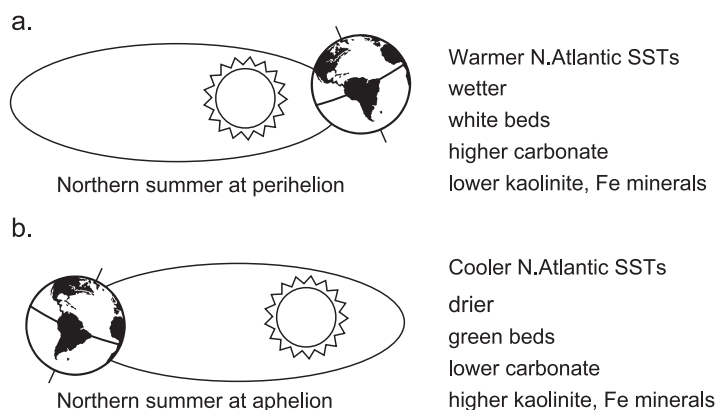 a.
Warmer N.Atlantic SSTs
wetter
white beds
higher carbonate
lower kaolinite, Fe minerals
Northern summer at perihelion
b.
Cooler N.Atlantic SSTs
drier
green beds
lower carbonate
higher kaolinite, Fe minerals
Northern summer at aphelion